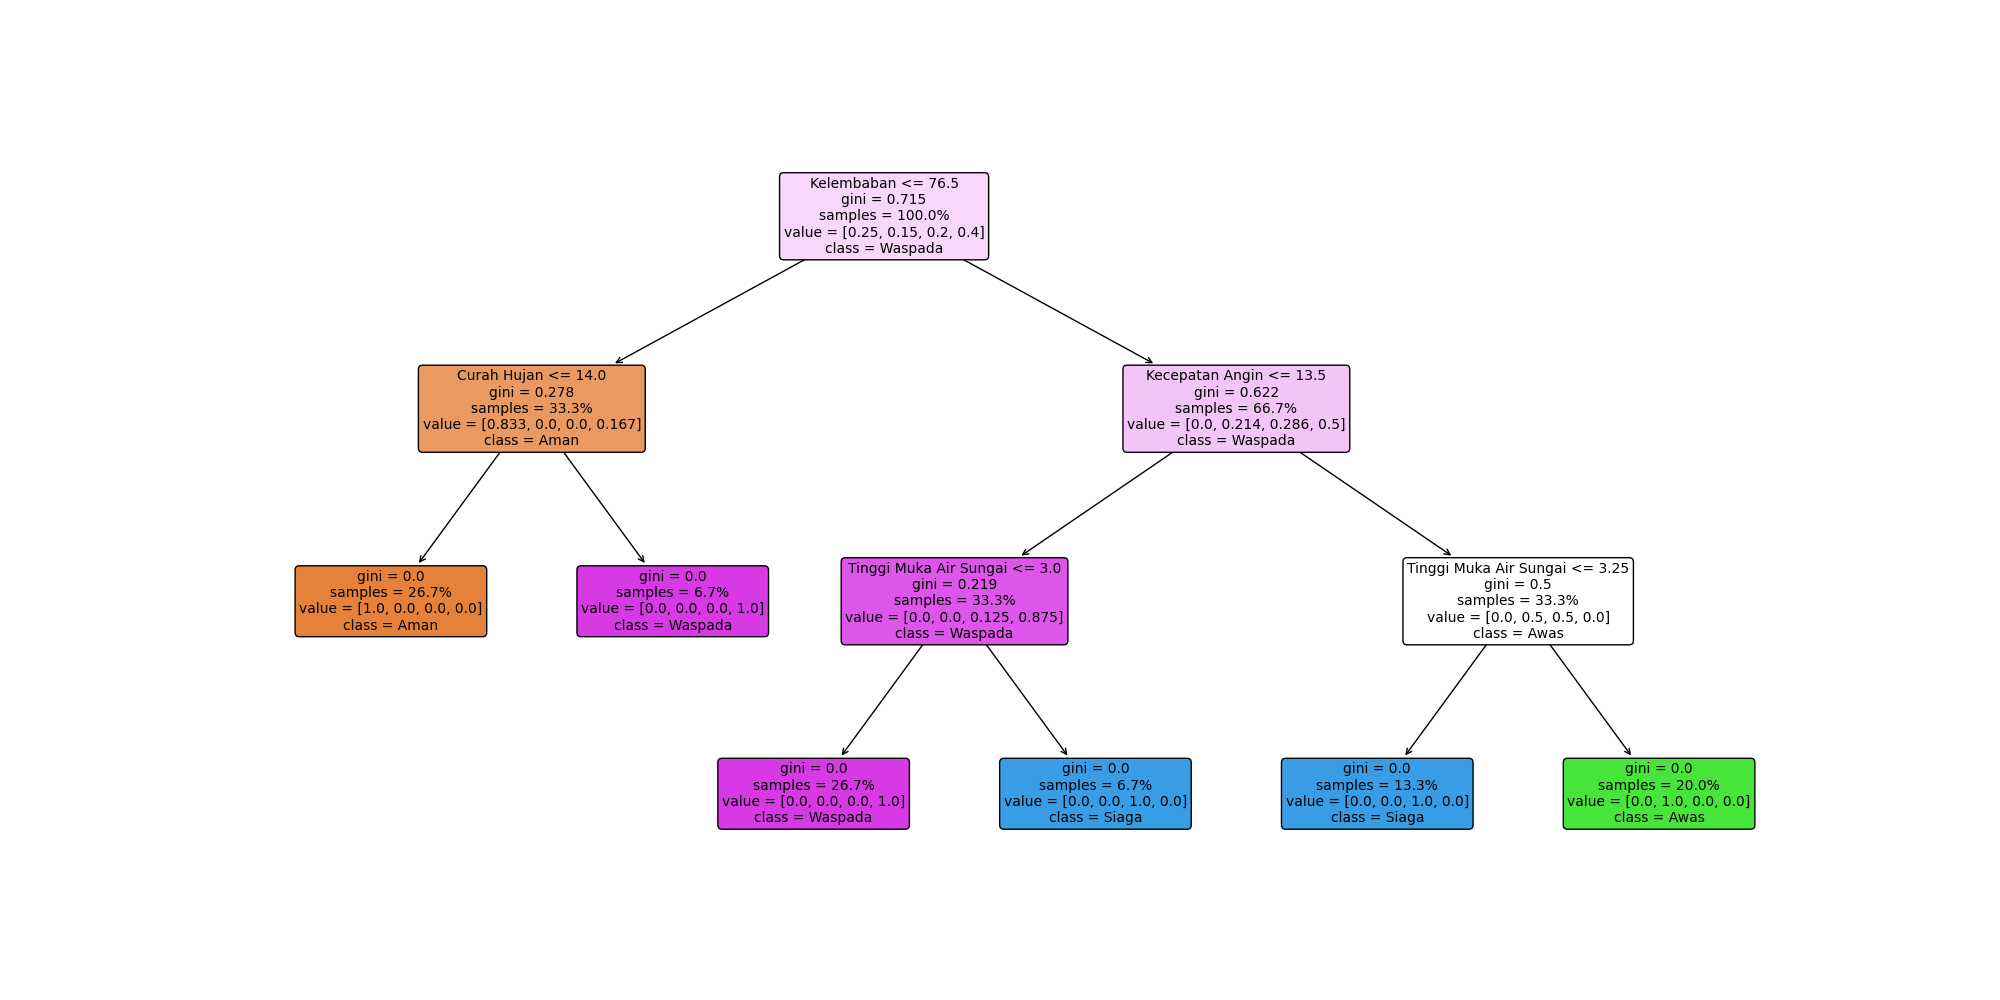 Kelembaban <= 76.5
gini = 0.715
samples = 100.0%
value = [0.25, 0.15, 0.2, 0.4]
class = Waspada
Curah Hujan <= 14.0
gini = 0.278
samples = 33.3%
value = [0.833, 0.0, 0.0, 0.167]
class = Aman
Kecepatan Angin <= 13.5
gini = 0.622
samples = 66.7%
value = [0.0, 0.214, 0.286, 0.5]
class = Waspada
gini = 0.0
samples = 26.7%
value = [1.0, 0.0, 0.0, 0.0]
class = Aman
gini = 0.0
samples = 6.7%
value = [0.0, 0.0, 0.0, 1.0]
class = Waspada
Tinggi Muka Air Sungai <= 3.0
gini = 0.219
samples = 33.3%
value = [0.0, 0.0, 0.125, 0.875]
class = Waspada
Tinggi Muka Air Sungai <= 3.25
gini = 0.5
samples = 33.3%
value = [0.0, 0.5, 0.5, 0.0]
class = Awas
gini = 0.0
samples = 26.7%
value = [0.0, 0.0, 0.0, 1.0]
class = Waspada
gini = 0.0
samples = 6.7%
value = [0.0, 0.0, 1.0, 0.0]
class = Siaga
gini = 0.0
samples = 13.3%
value = [0.0, 0.0, 1.0, 0.0]
class = Siaga
gini = 0.0
samples = 20.0%
value = [0.0, 1.0, 0.0, 0.0]
class = Awas